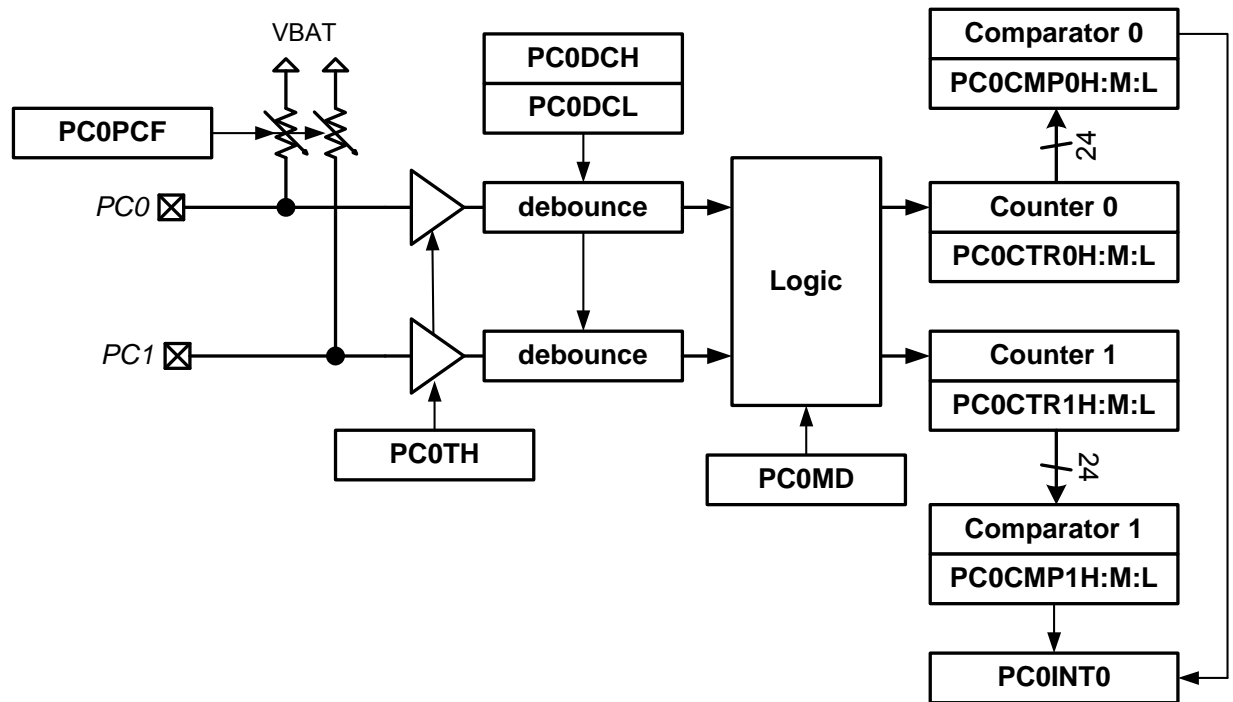 VBAT
PC0PCF
PC0
PC1
PC0TH
PC0DCH
PC0DCL
debounce
debounce
Logic
PC0MD
Comparator 0
PC0CMP0H:M:L
24
Counter 0
PC0CTR0H:M:L
Counter 1
PC0CTR1H:M:L
24
Comparator 1
PC0CMP1H:M:L
PC0INT0